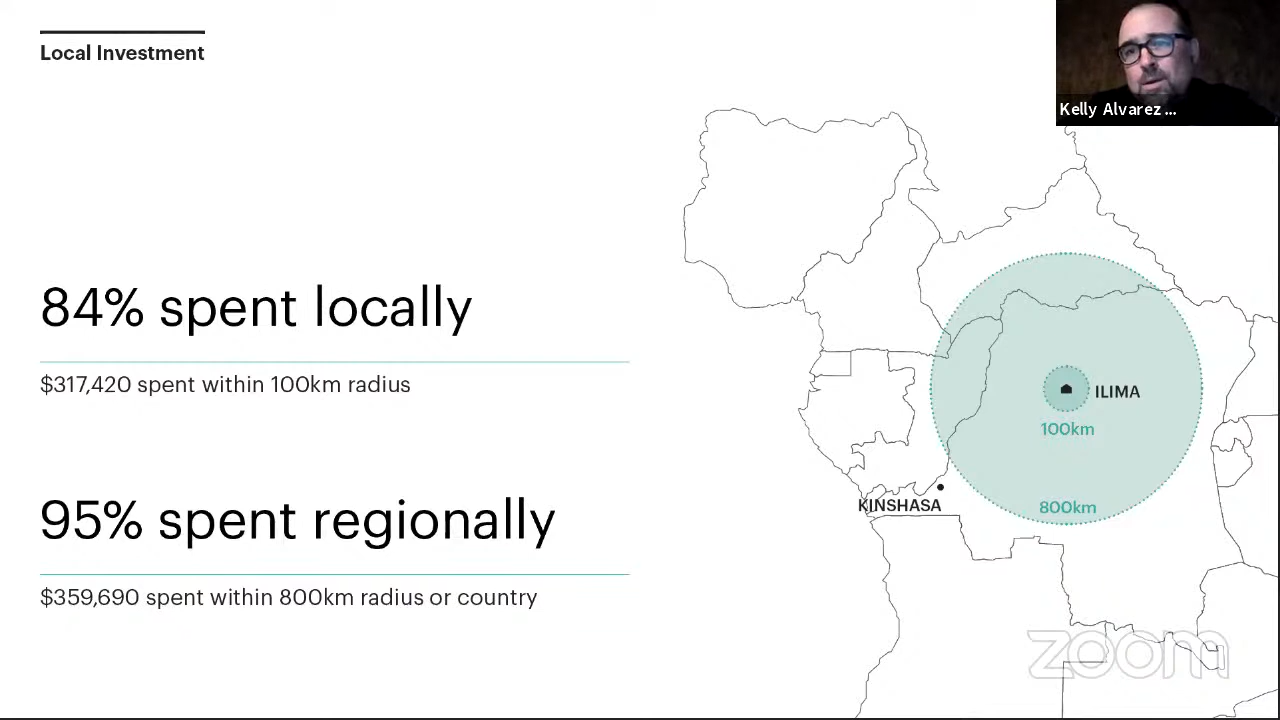 Local Investment
Kelly Alvarez ...
84% spent locally
$317,420 spent within 100km radius
95% spent regionally
$359,690 spent within 800km radius or country
ILIMA
100km
KINSHASA
800km
zoom